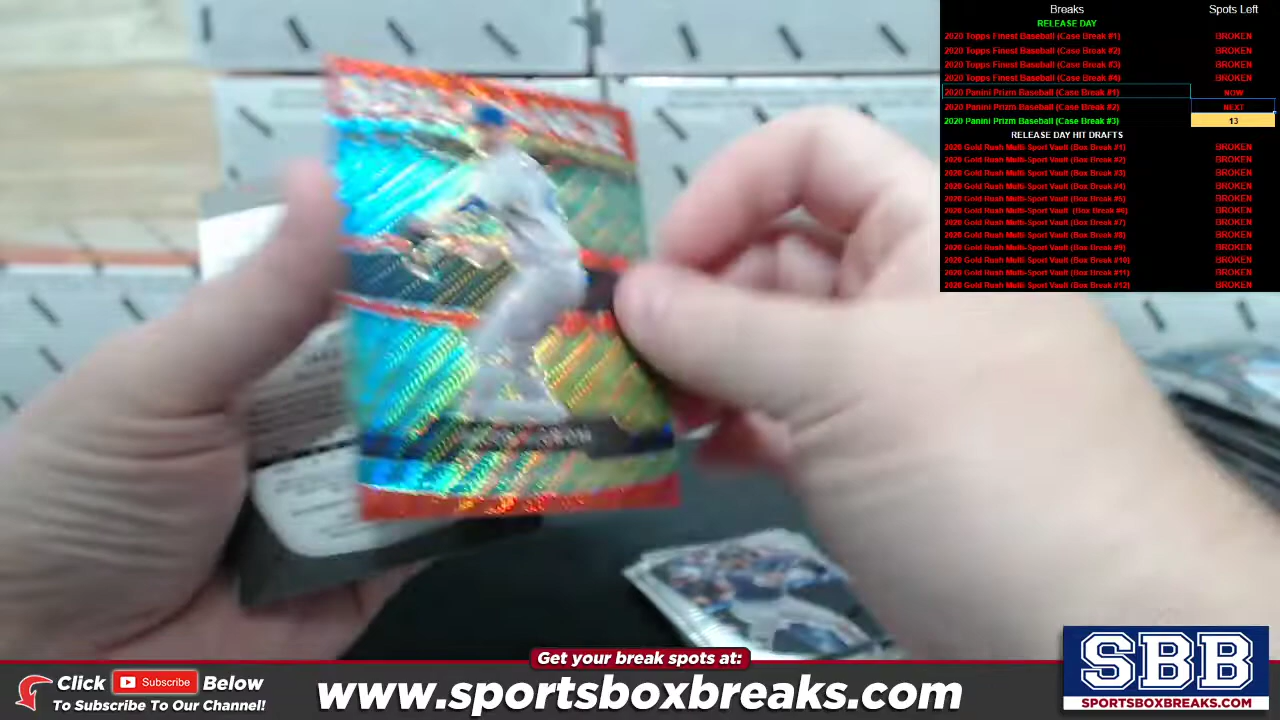 Breaks Spots Left
RELEASE DAY
2020 Topps Finest Baseball (Case Break #1) BROKEN
2020 Topps Finest Baseball (Case Break #2) BROKEN
2020 Topps Finest Baseball (Case Break #3) BROKEN
2020 Topps Finest Baseball (Case Break #4) BROKEN
2020 Panini Prizm Baseball (Case Break #1) NOW
2020 Panini Prizm Baseball (Case Break #2) NEXT
2020 Panini Prizm Baseball (Case Break #3) 13
RELEASE DAY HIT DRAFTS
2020 Gold Rush Multi-Sport Vault (Box Break #1) BROKEN
2020 Gold Rush Multi-Sport Vault (Box Break #2) BROKEN
2020 Gold Rush Multi-Sport Vault (Box Break #3) BROKEN
2020 Gold Rush Multi-Sport Vault (Box Break #4) BROKEN
2020 Gold Rush Multi-Sport Vault (Box Break #5) BROKEN
2020 Gold Rush Multi-Sport Vault (Box Break #6) BROKEN
2020 Gold Rush Multi-Sport Vault (Box Break #7) BROKEN
2020 Gold Rush Multi-Sport Vault (Box Break #8) BROKEN
2020 Gold Rush Multi-Sport Vault (Box Break #9) BROKEN
2020 Gold Rush Multi-Sport Vault (Box Break #10) BROKEN
2020 Gold Rush Multi-Sport Vault (Box Break #11) BROKEN
2020 Gold Rush Multi-Sport Vault (Box Break #12) BROKEN
Get your break spots at:
Click Subscribe Below
To Subscribe To Our Channel!
www.sportsboxbreaks.com
SBB
SPORTSBOXBREAKS.COM